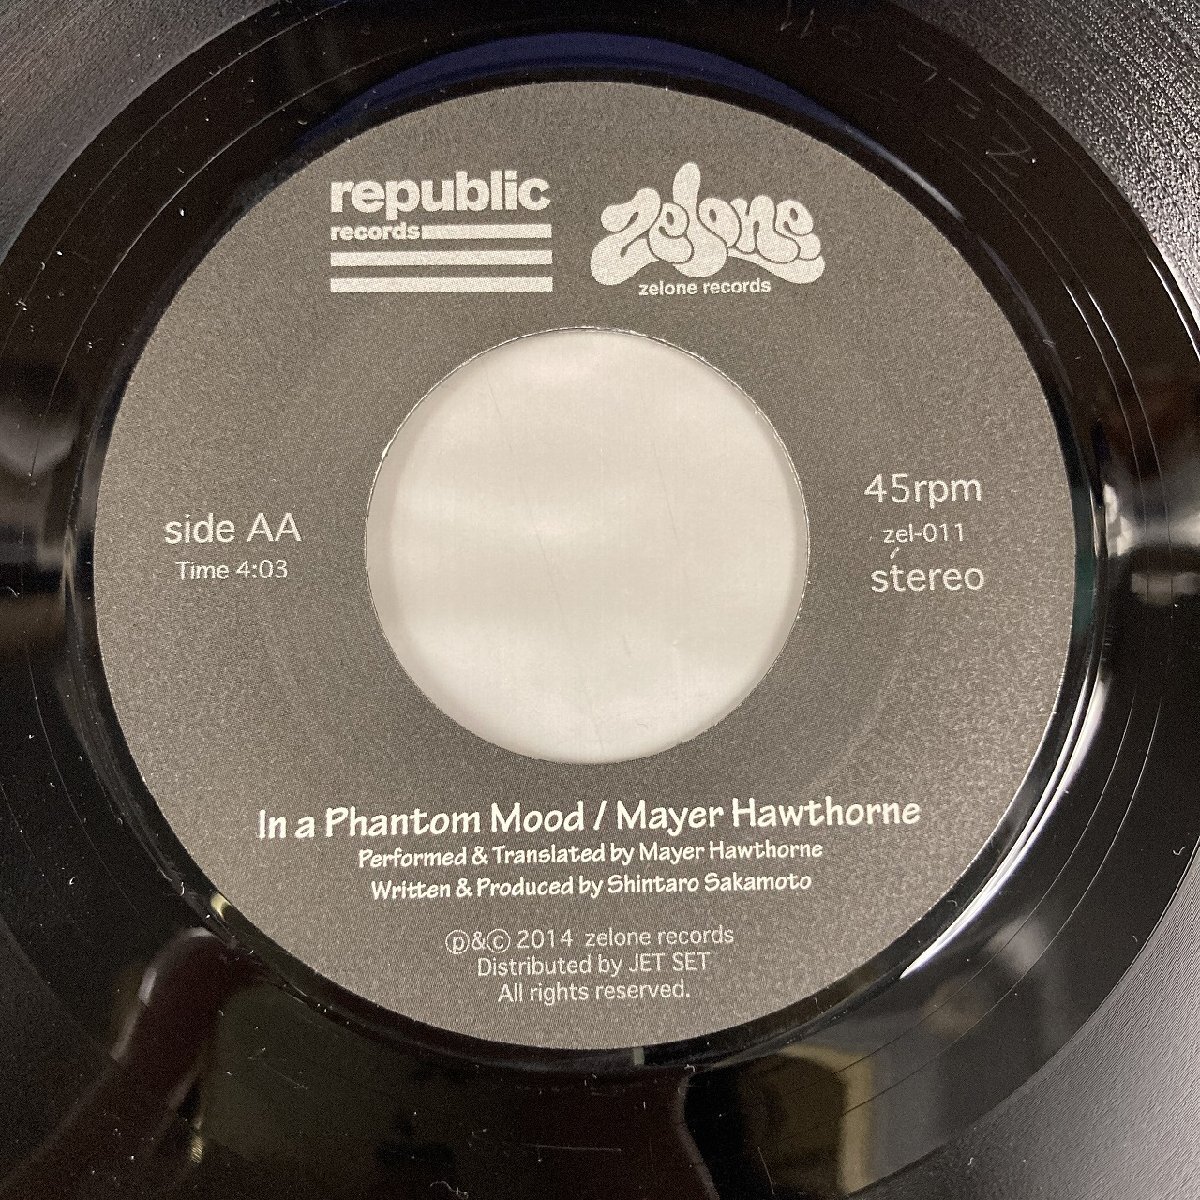 republic
records
zelone
zelone records
side AA
Time 4:03
45rpm
zel-011
stereo
In a Phantom Mood / Mayer Hawthorne
Performed & Translated by Mayer Hawthorne
Written & Produced by Shintaro Sakamoto
ⓟ&ⓒ 2014 zelone records
Distributed by JET SET
All rights reserved.